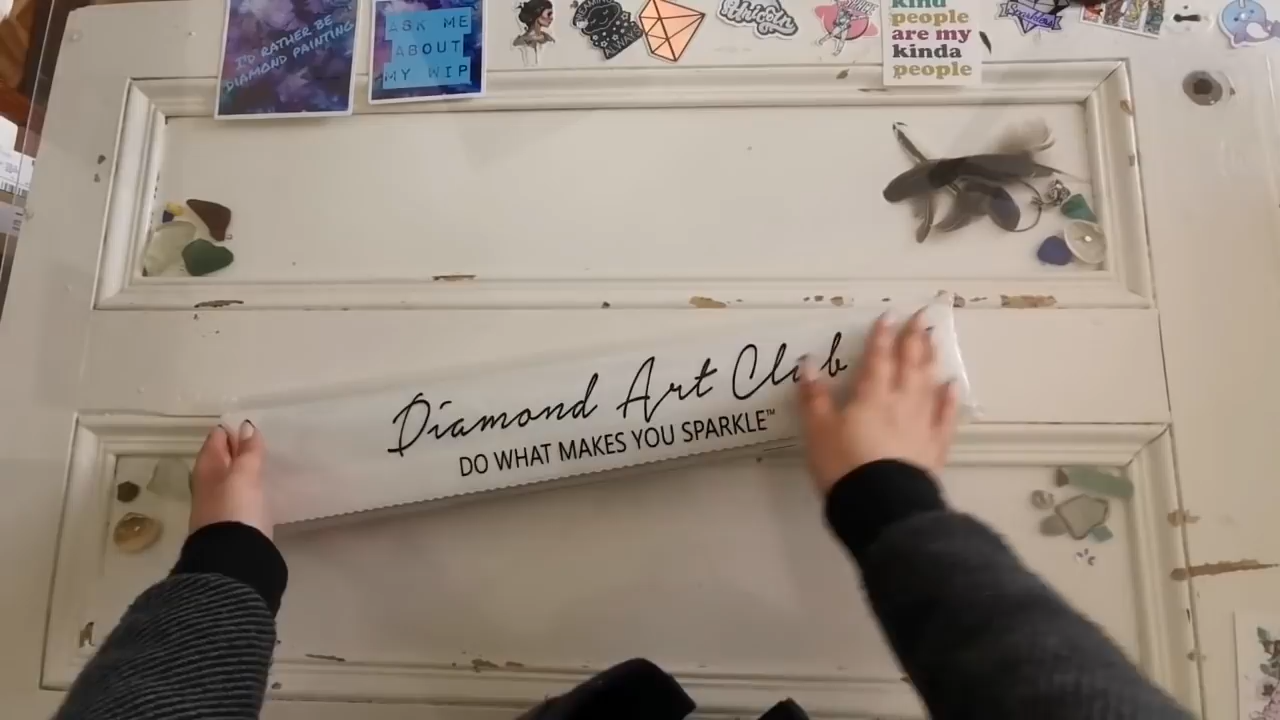 I'D RATHER BE
DIAMOND PAINTING
ASK ME
ABOUT
MY WIP
Unicorn
kind
people
are my
kinda
people
Diamond Art Club
DO WHAT MAKES YOU SPARKLE™